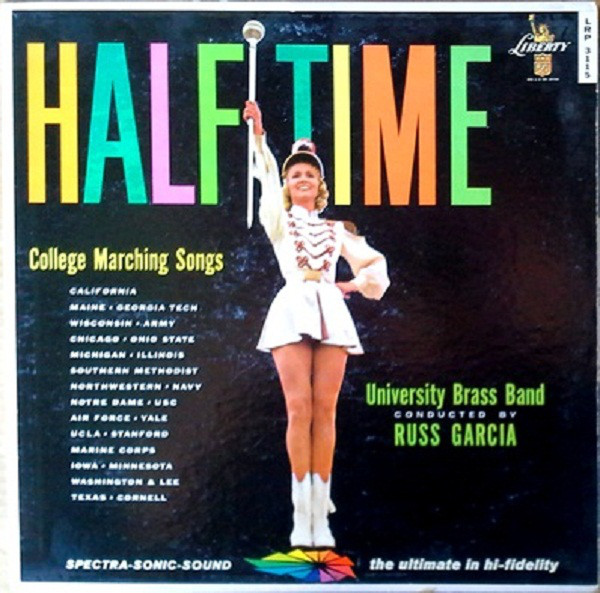 HALF TIME
LIBERTY
LRP 3115
College Marching Songs
CALIFORNIA
MAINE • GEORGIA TECH
WISCONSIN • ARMY
CHICAGO • OHIO STATE
MICHIGAN • ILLINOIS
SOUTHERN METHODIST
NORTHWESTERN • NAVY
NOTRE DAME • USC
AIR FORCE • YALE
UCLA • STANFORD
MARINE CORPS
IOWA • MINNESOTA
WASHINGTON & LEE
TEXAS • CORNELL
University Brass Band
CONDUCTED BY
RUSS GARCIA
SPECTRA-SONIC-SOUND
the ultimate in hi-fidelity